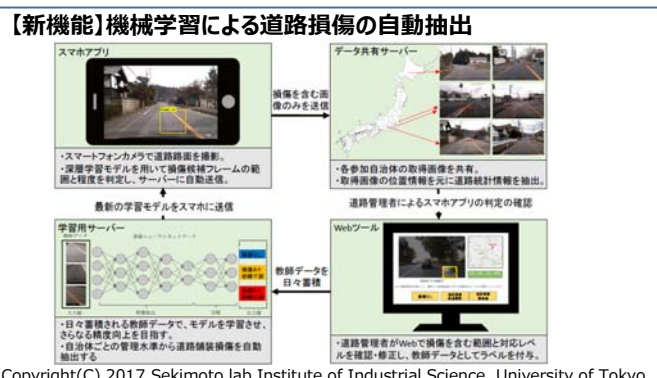 【新機能】機械学習による道路損傷の自動抽出
スマホアプリ
・スマートフォンカメラで道路路面を撮影。
・深層学習モデルを用いて損傷候補フレームの範
囲と程度を判定し、サーバーに自動送信。
損傷を含む画
像のみを送信
データ共有サーバー
・各参加自治体の取得画像を共有。
・取得画像の位置情報を元に道路統計情報を抽出。
最新の学習モデルをスマホに送信
道路管理者によるスマホアプリの判定の確認
学習用サーバー
・日々蓄積される教師データで、モデルを学習させ、
さらなる精度向上を目指す。
・自治体ごとの管理水準から道路舗装損傷を自動
抽出する
教師データを
日々蓄積
Webツール
・道路管理者がWebで損傷を含む範囲と対応レベ
ルを確認・修正し、教師データとしてラベルを付与。
Copyright(C) 2017 Sekimoto lab Institute of Industrial Science, University of Tokyo